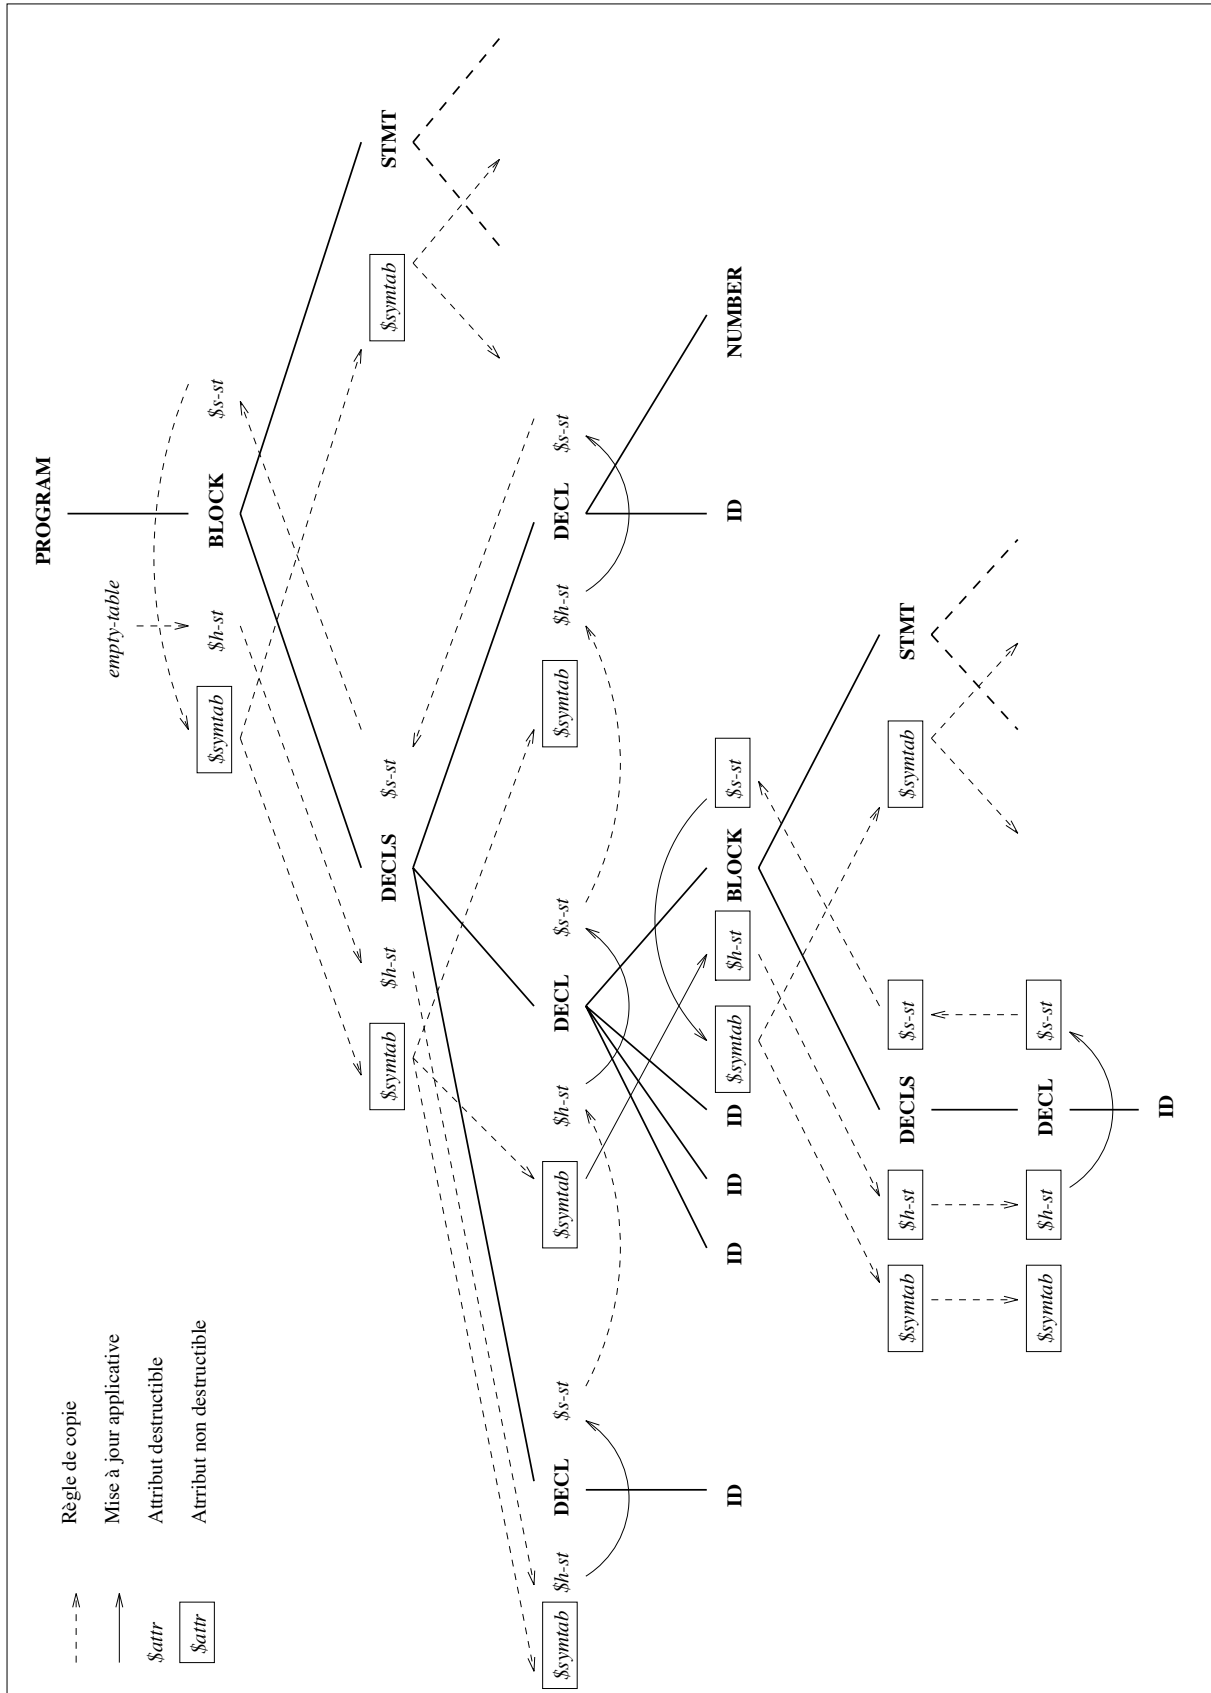 Règle de copie
Mise à jour applicative
$attr Attribut destructible
$attr Atrribut non destructible
PROGRAM
empty-table
$symtab $h-st BLOCK $s-st
$symtab $h-st DECLS $s-st $symtab STMT
$symtab $h-st DECL $s-st $symtab $h-st DECL $s-st $symtab $h-st DECL $s-st
ID ID ID ID $symtab $h-st BLOCK $s-st ID NUMBER
$symtab $h-st DECLS $s-st $symtab STMT
$symtab $h-st DECL $s-st
ID